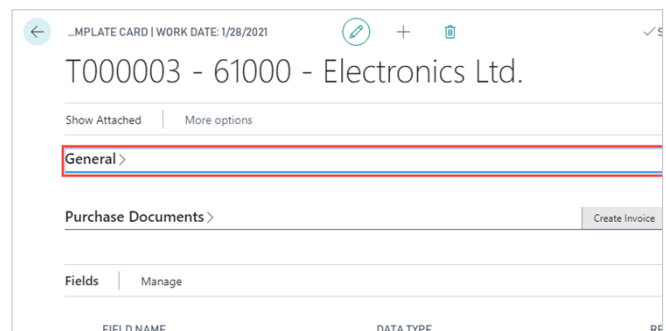 …MPLATE CARD | WORK DATE: 1/28/2021
T000003 - 61000 - Electronics Ltd.
Show Attached More options
General
Purchase Documents Create Invoice
Fields Manage
FIELD NAME DATA TYPE